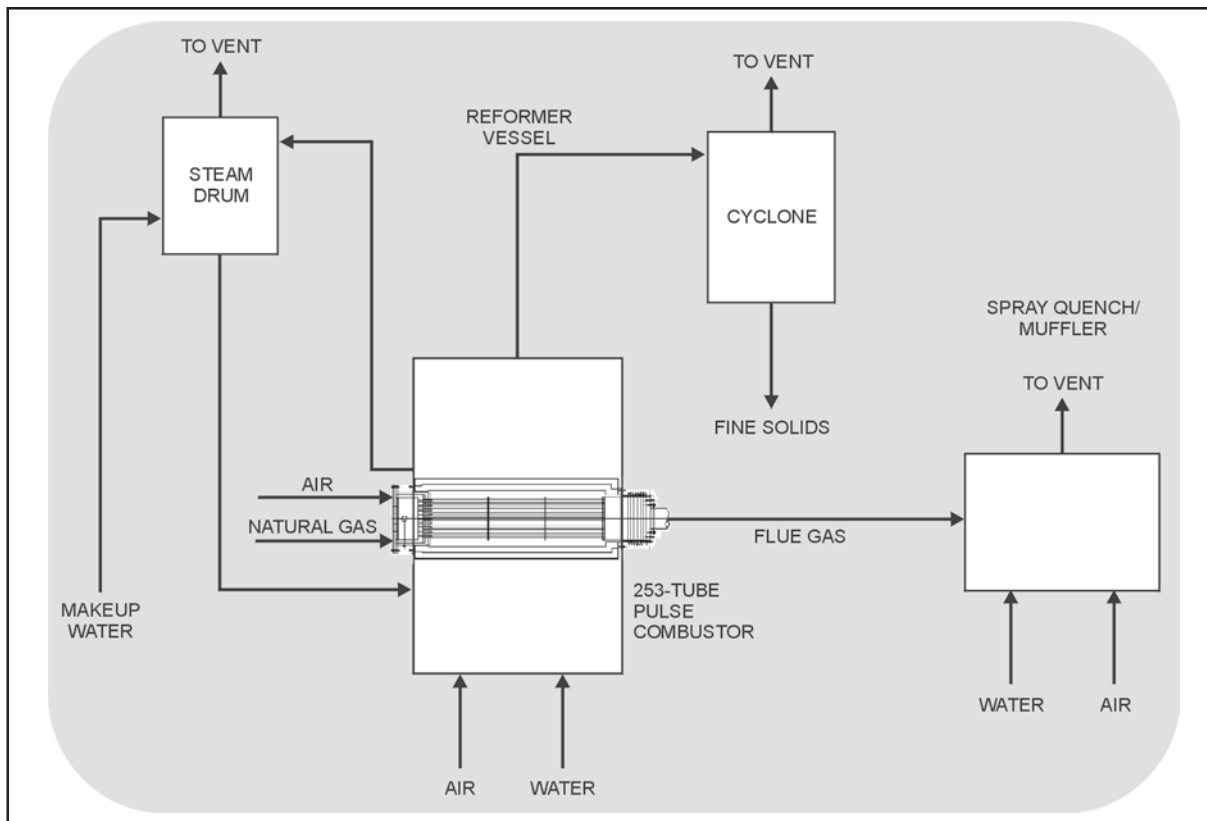 TO VENT
STEAM
DRUM
REFORMER
VESSEL
TO VENT
CYCLONE
FINE SOLIDS
SPRAY QUENCH/
MUFFLER
TO VENT
AIR
NATURAL GAS
FLUE GAS
MAKEUP
WATER
253-TUBE
PULSE
COMBUSTOR
WATER
AIR
AIR
WATER